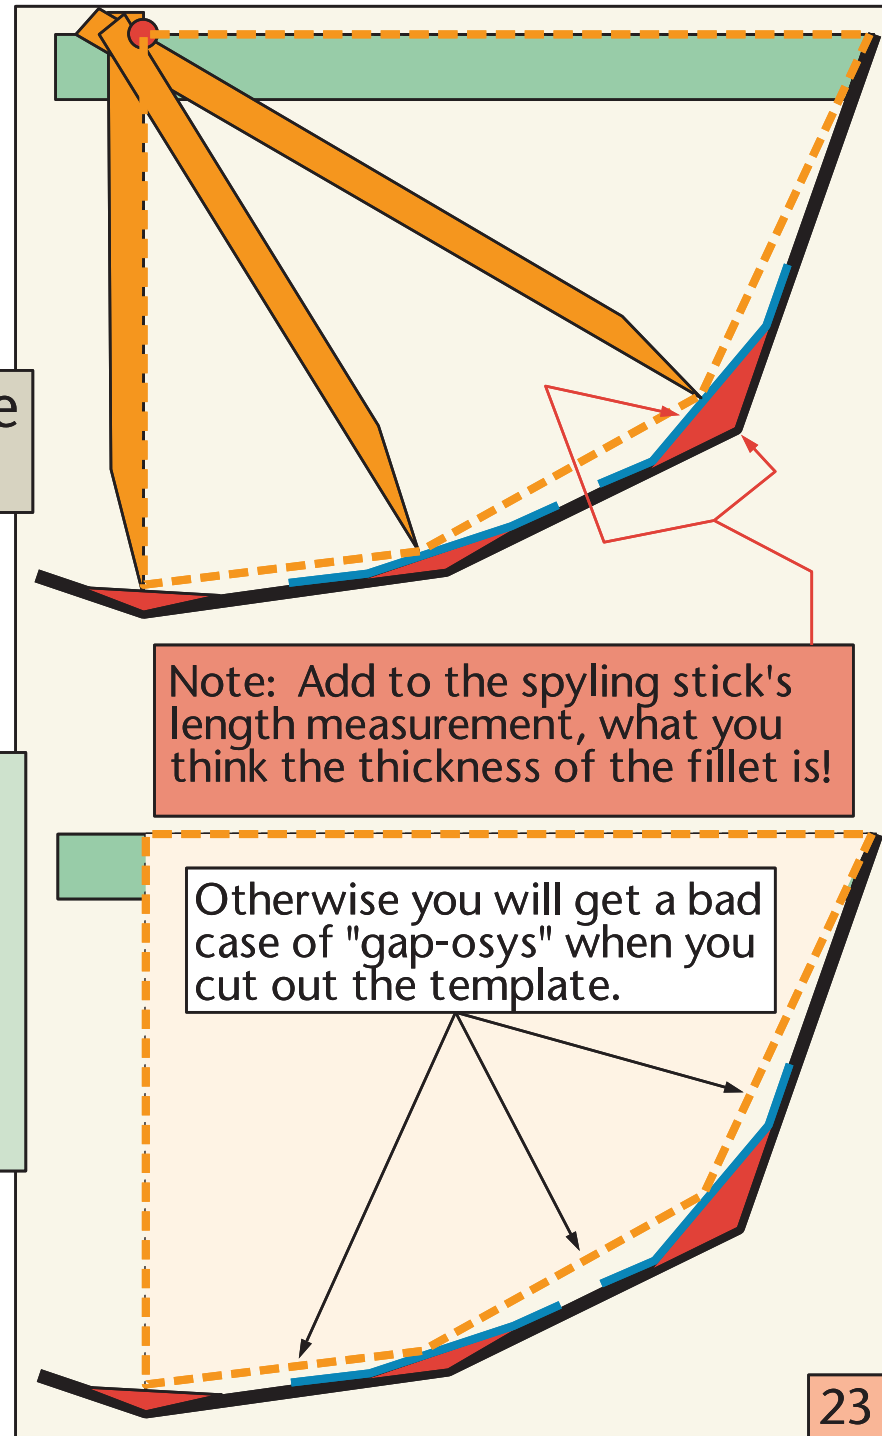 e
Note: Add to the spyling stick's
length measurement, what you
think the thickness of the fillet is!
Otherwise you will get a bad
case of "gap-osys" when you
cut out the template.
23